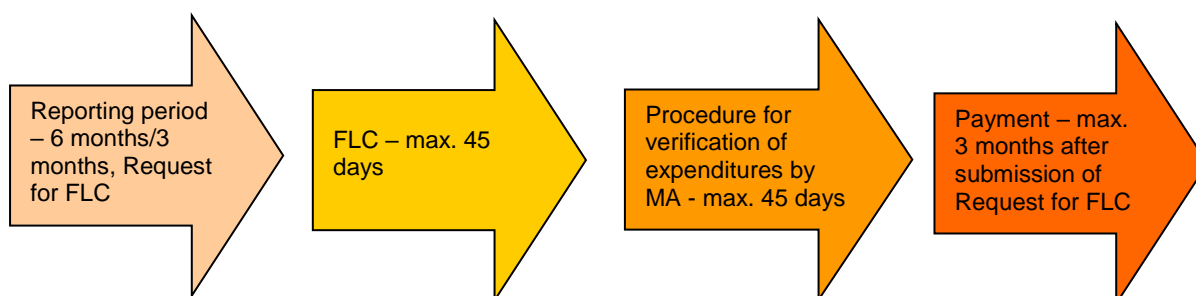 Reporting period
– 6 months/3
months, Request
for FLC
FLC – max. 45
days
Procedure for
verification of
expenditures by
MA - max. 45 days
Payment – max.
3 months after
submission of
Request for FLC